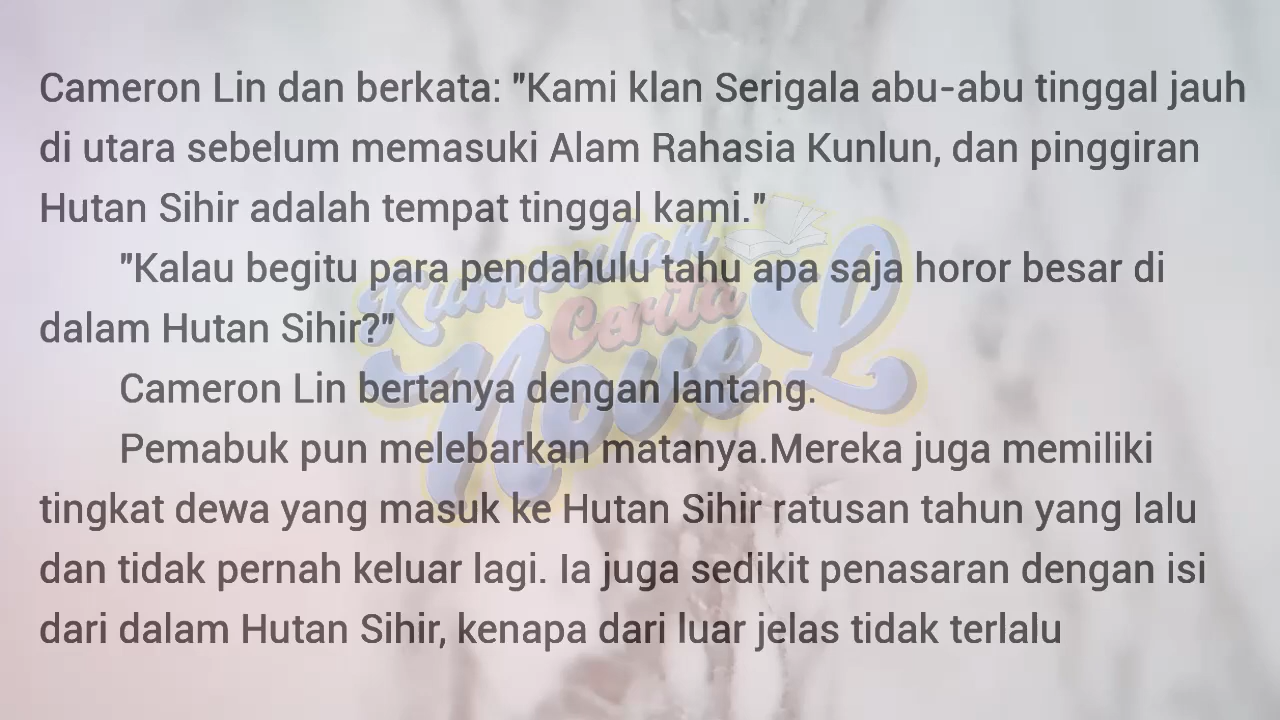 Cameron Lin dan berkata: "Kami klan Serigala abu-abu tinggal jauh
di utara sebelum memasuki Alam Rahasia Kunlun, dan pinggiran
Hutan Sihir adalah tempat tinggal kami."
"Kalau begitu para pendahulu tahu apa saja horor besar di
dalam Hutan Sihir?"
Cameron Lin bertanya dengan lantang.
Pemabuk pun melebarkan matanya.Mereka juga memiliki
tingkat dewa yang masuk ke Hutan Sihir ratusan tahun yang lalu
dan tidak pernah keluar lagi. Ia juga sedikit penasaran dengan isi
dari dalam Hutan Sihir, kenapa dari luar jelas tidak terlalu
Kumpulan
Cerita
NoveL